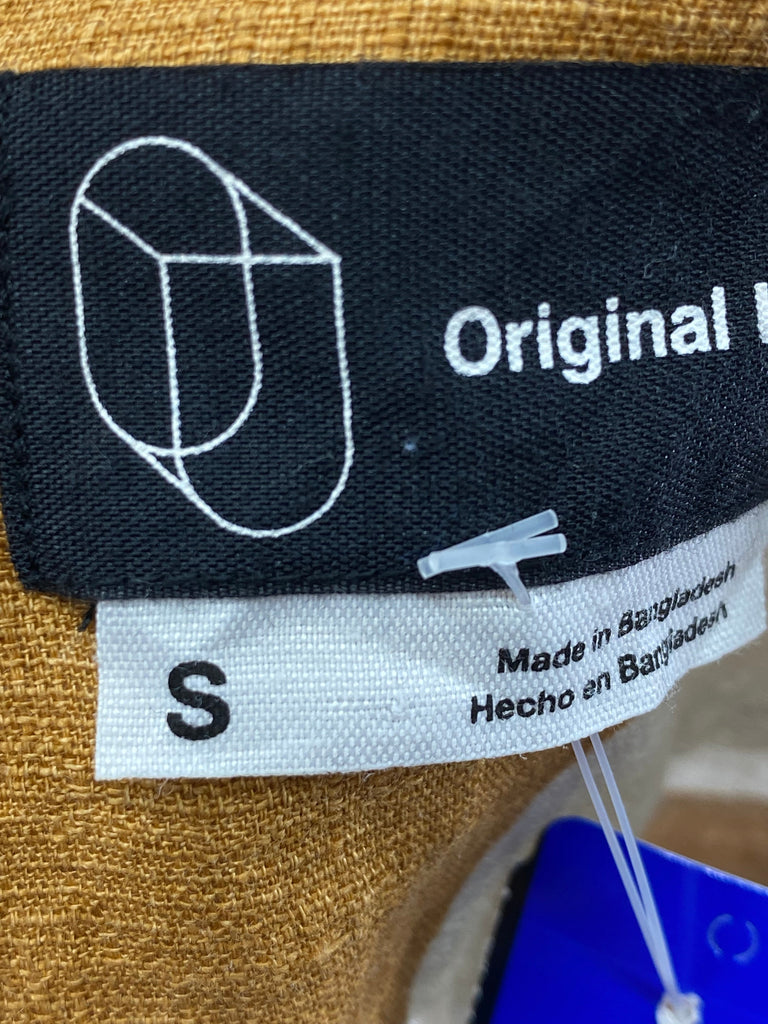 Original
S
Made in Bangladesh
Hecho en Bangladesh